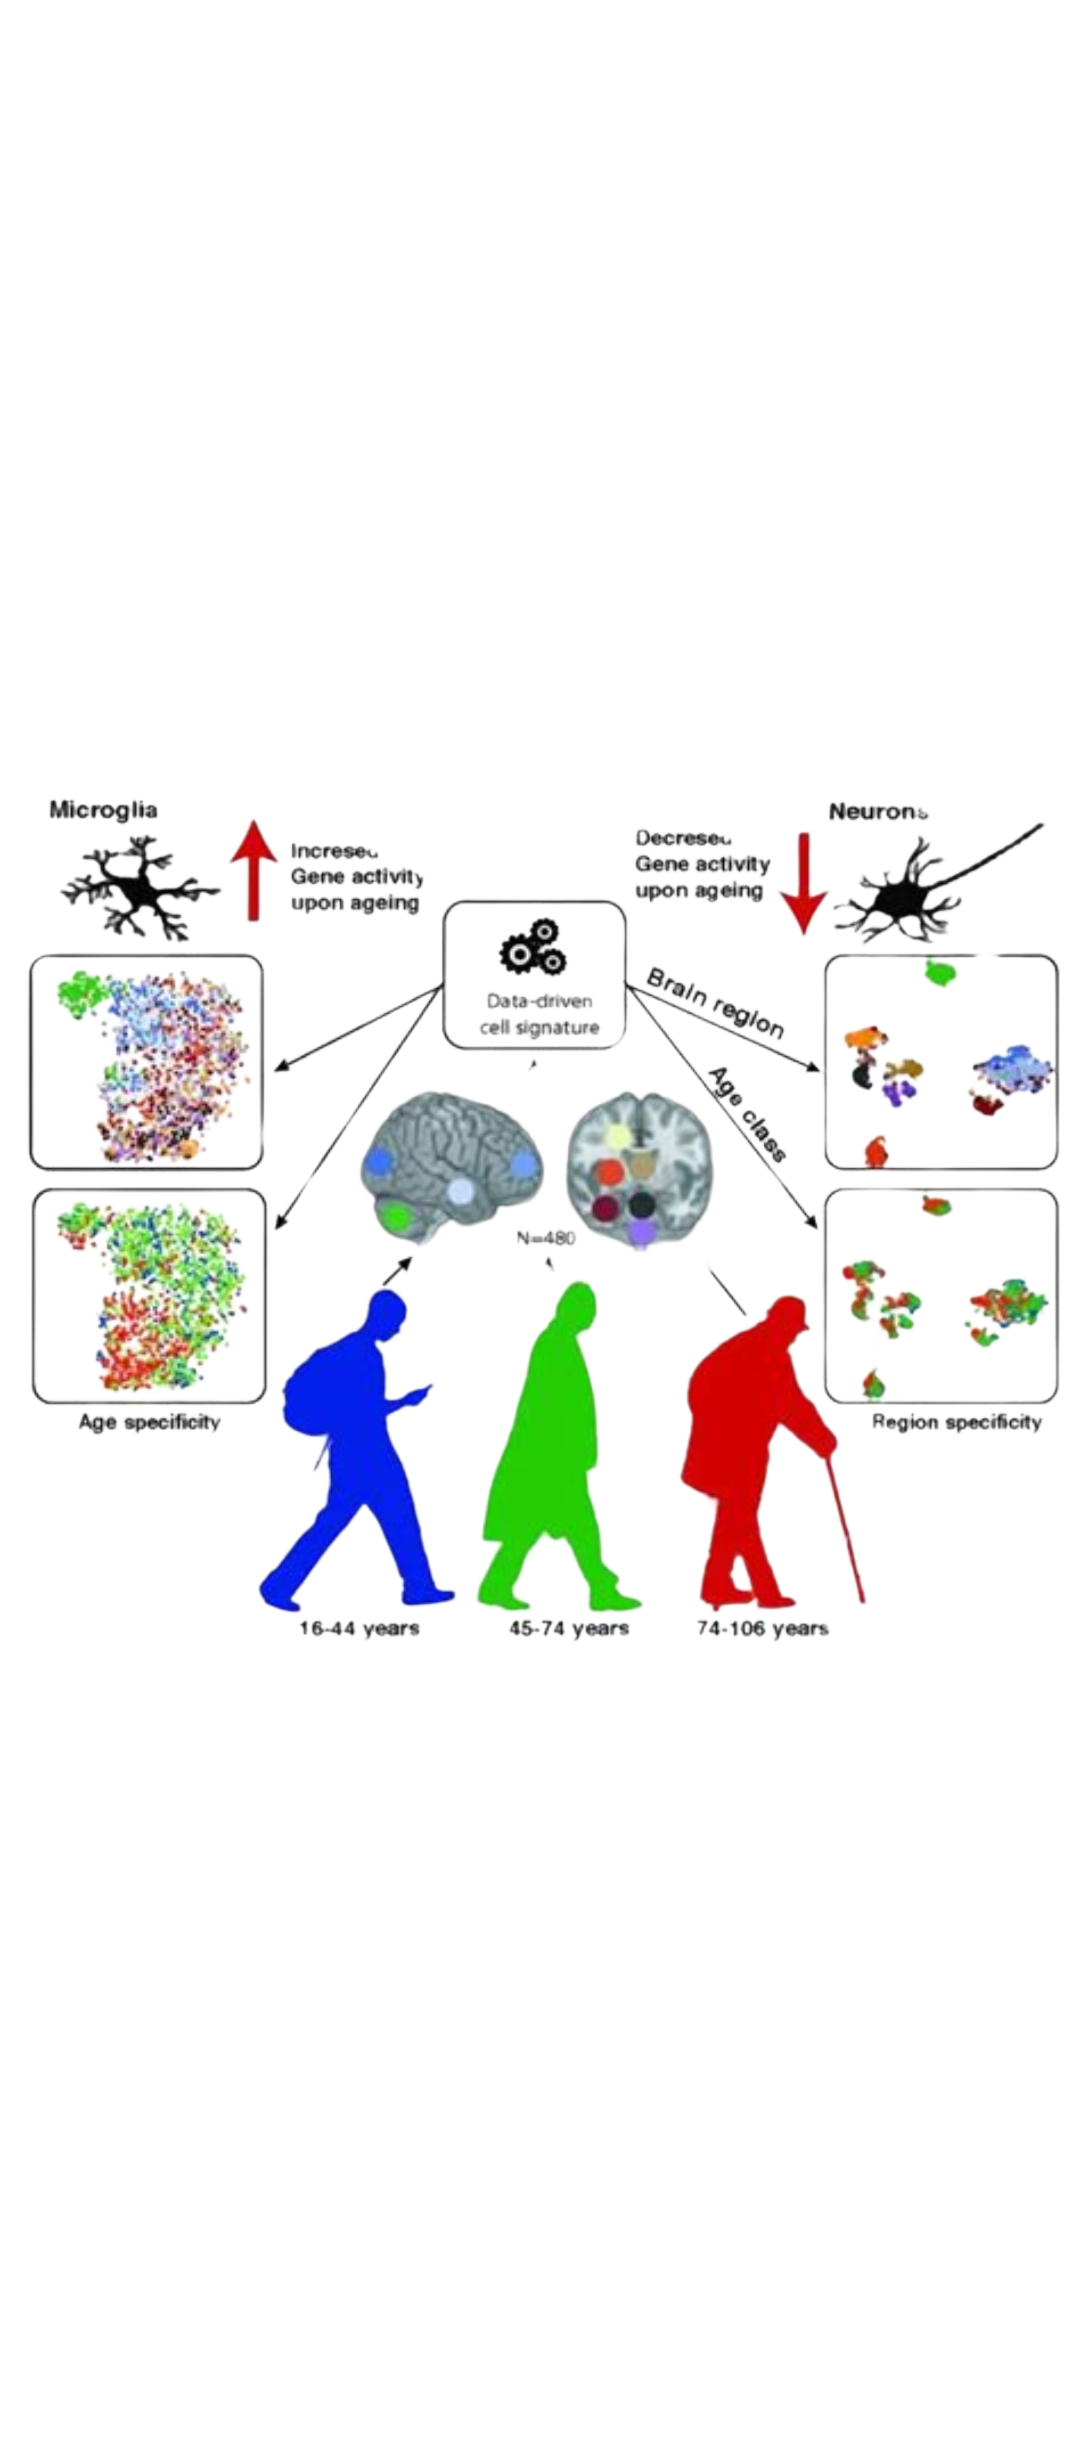 Microglia
Gene activity
upon ageing
Gene activity
upon ageing
Data-driven
cell signature
Brain region
Age class
N=480
Age specificity
Region specificity
16-44 years
45-74 years
74-106 years